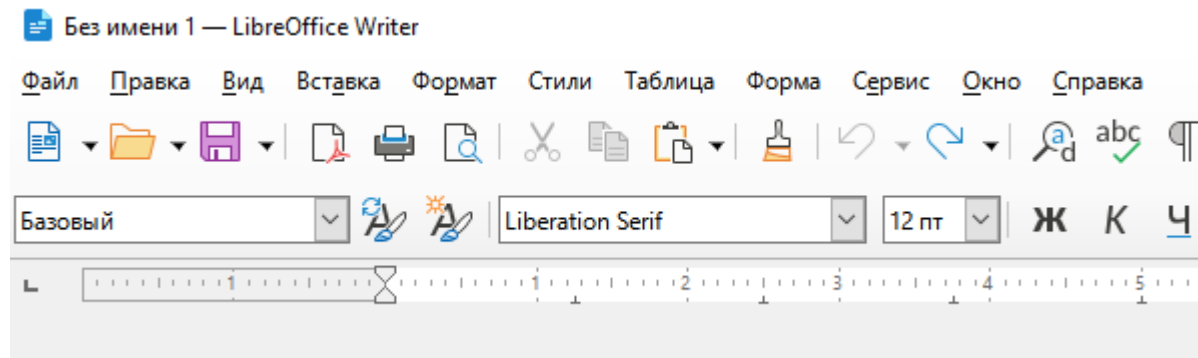 Без имени 1 — LibreOffice Writer
Файл Правка Вид Вставка Формат Стили Таблица Форма Сервис Окно Справка
Базовый Liberation Serif 12 пт Ж К Ч
1 1 2 3 4 5